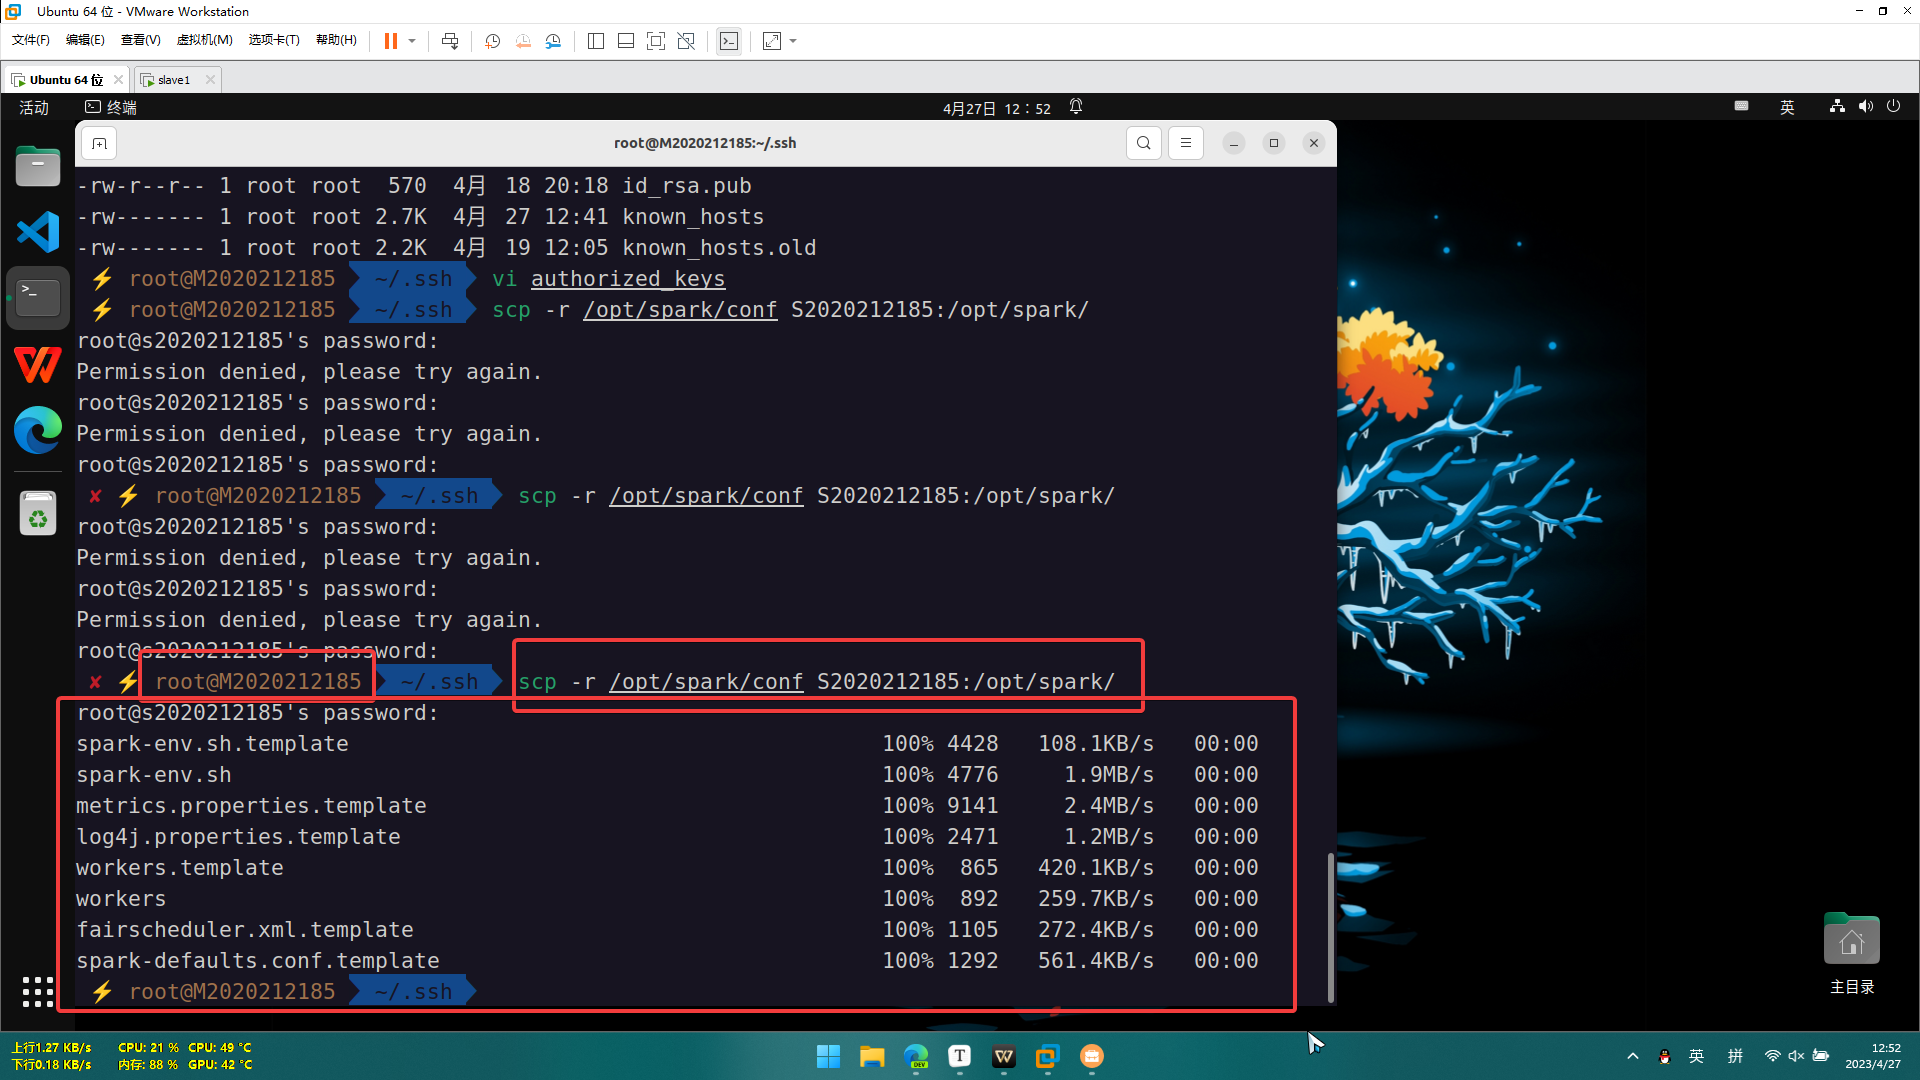 Ubuntu 64 位 - VMware Workstation
文件(F) 编辑(E) 查看(V) 虚拟机(M) 选项卡(T) 帮助(H)
Ubuntu 64 位 slave1
活动 终端 4月27日 12：52 英
root@M2020212185:~/.ssh
-rw-r--r-- 1 root root 570 4月 18 20:18 id_rsa.pub
-rw------- 1 root root 2.7K 4月 27 12:41 known_hosts
-rw------- 1 root root 2.2K 4月 19 12:05 known_hosts.old
root@M2020212185 ~/.ssh vi authorized_keys
root@M2020212185 ~/.ssh scp -r /opt/spark/conf S2020212185:/opt/spark/
root@s2020212185's password:
Permission denied, please try again.
root@s2020212185's password:
Permission denied, please try again.
root@s2020212185's password:
✘ root@M2020212185 ~/.ssh scp -r /opt/spark/conf S2020212185:/opt/spark/
root@s2020212185's password:
Permission denied, please try again.
root@s2020212185's password:
Permission denied, please try again.
root@s2020212185's password:
✘ root@M2020212185 ~/.ssh scp -r /opt/spark/conf S2020212185:/opt/spark/
root@s2020212185's password:
spark-env.sh.template 100% 4428 108.1KB/s 00:00
spark-env.sh 100% 4776 1.9MB/s 00:00
metrics.properties.template 100% 9141 2.4MB/s 00:00
log4j.properties.template 100% 2471 1.2MB/s 00:00
workers.template 100% 865 420.1KB/s 00:00
workers 100% 892 259.7KB/s 00:00
fairscheduler.xml.template 100% 1105 272.4KB/s 00:00
spark-defaults.conf.template 100% 1292 561.4KB/s 00:00
root@M2020212185 ~/.ssh
主目录
上行1.27 KB/s CPU: 21 % CPU: 49 ℃
下行0.18 KB/s 内存: 88 % GPU: 42 ℃
英 拼 12:52
2023/4/27